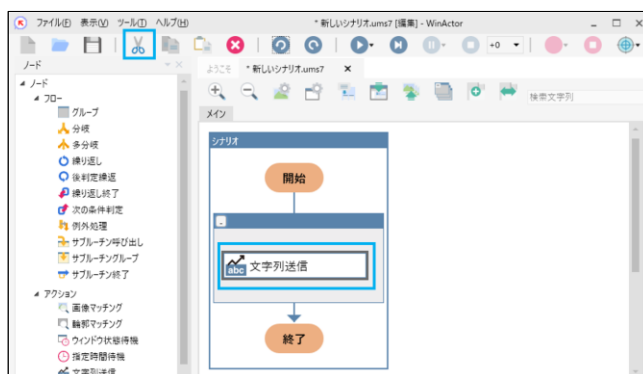 ファイル(F) 表示(V) ツール(T) ヘルプ(H)
* 新しいシナリオ.ums7 [編集] - WinActor
+0
ノード
ようこそ * 新しいシナリオ.ums7 X
検索文字列
メイン
ノード
フロー
グループ
分岐
多分岐
繰り返し
後判定繰返
繰り返し終了
次の条件判定
例外処理
サブルーチン呼び出し
サブルーチングループ
サブルーチン終了
アクション
画像マッチング
輪郭マッチング
ウィンドウ状態待機
指定時間待機
文字列送信
シナリオ
開始
abc 文字列送信
終了